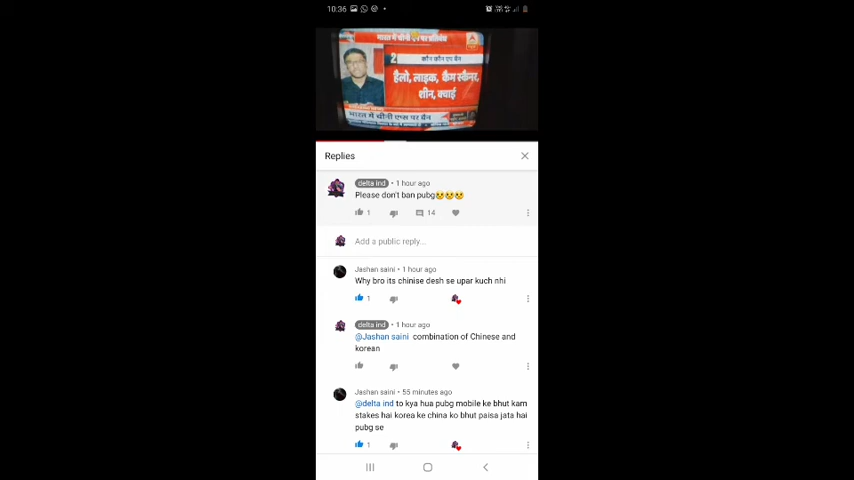 10:36
भारत में चीनी एप पर प्रतिबंध
2
कौन कौन एप बैन
हैलो, लाइक, कैम स्कैनर,
शीन, क्वाई
भारत में चीनी एप्स पर बैन
Replies
delta ind • 1 hour ago
Please don't ban pubg😿😿😿
1 14
Add a public reply...
Jashan saini • 1 hour ago
Why bro its chinise desh se upar kuch nhi
1
delta ind • 1 hour ago
@Jashan saini combination of Chinese and
korean
Jashan saini • 55 minutes ago
@delta ind to kya hua pubg mobile ke bhut kam
stakes hai korea ke china ko bhut paisa jata hai
pubg se
1